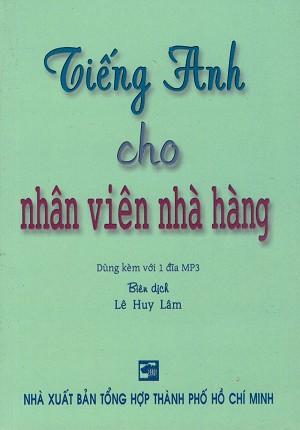 Tiếng Anh
cho
nhân viên nhà hàng
Dùng kèm với 1 đĩa MP3
Biên dịch
Lê Huy Lâm
NHÀ XUẤT BẢN TỔNG HỢP THÀNH PHỐ HỒ CHÍ MINH